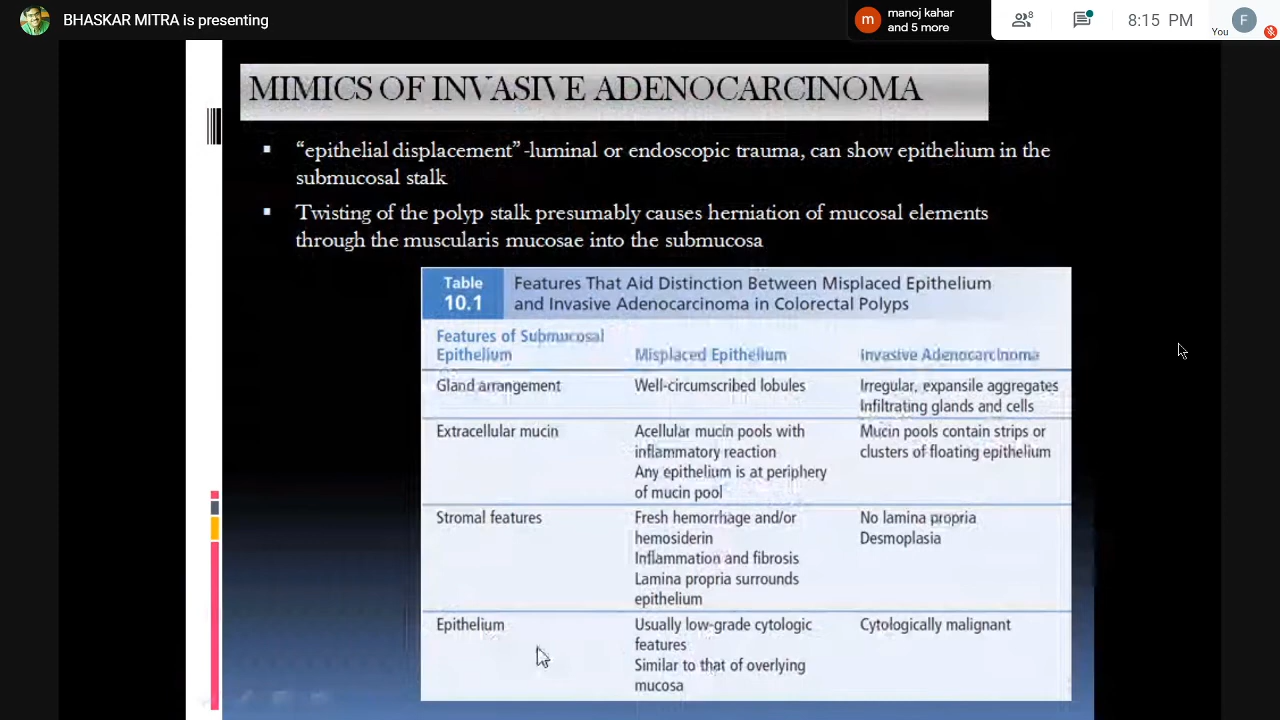 BHASKAR MITRA is presenting
m
manoj kahar
and 5 more
8
8:15 PM
You
F
MIMICS OF INVASIVE ADENOCARCINOMA
▪ “epithelial displacement” -luminal or endoscopic trauma, can show epithelium in the
submucosal stalk
▪ Twisting of the polyp stalk presumably causes herniation of mucosal elements
through the muscularis mucosae into the submucosa
Table
10.1
Features That Aid Distinction Between Misplaced Epithelium
and Invasive Adenocarcinoma in Colorectal Polyps
Features of Submucosal
Epithelium
Misplaced Epithelium
Invasive Adenocarcinoma
Gland arrangement
Well-circumscribed lobules
Irregular, expansile aggregates
Infiltrating glands and cells
Extracellular mucin
Acellular mucin pools with
inflammatory reaction
Any epithelium is at periphery
of mucin pool
Mucin pools contain strips or
clusters of floating epithelium
Stromal features
Fresh hemorrhage and/or
hemosiderin
Inflammation and fibrosis
Lamina propria surrounds
epithelium
No lamina propria
Desmoplasia
Epithelium
Usually low-grade cytologic
features
Similar to that of overlying
mucosa
Cytologically malignant